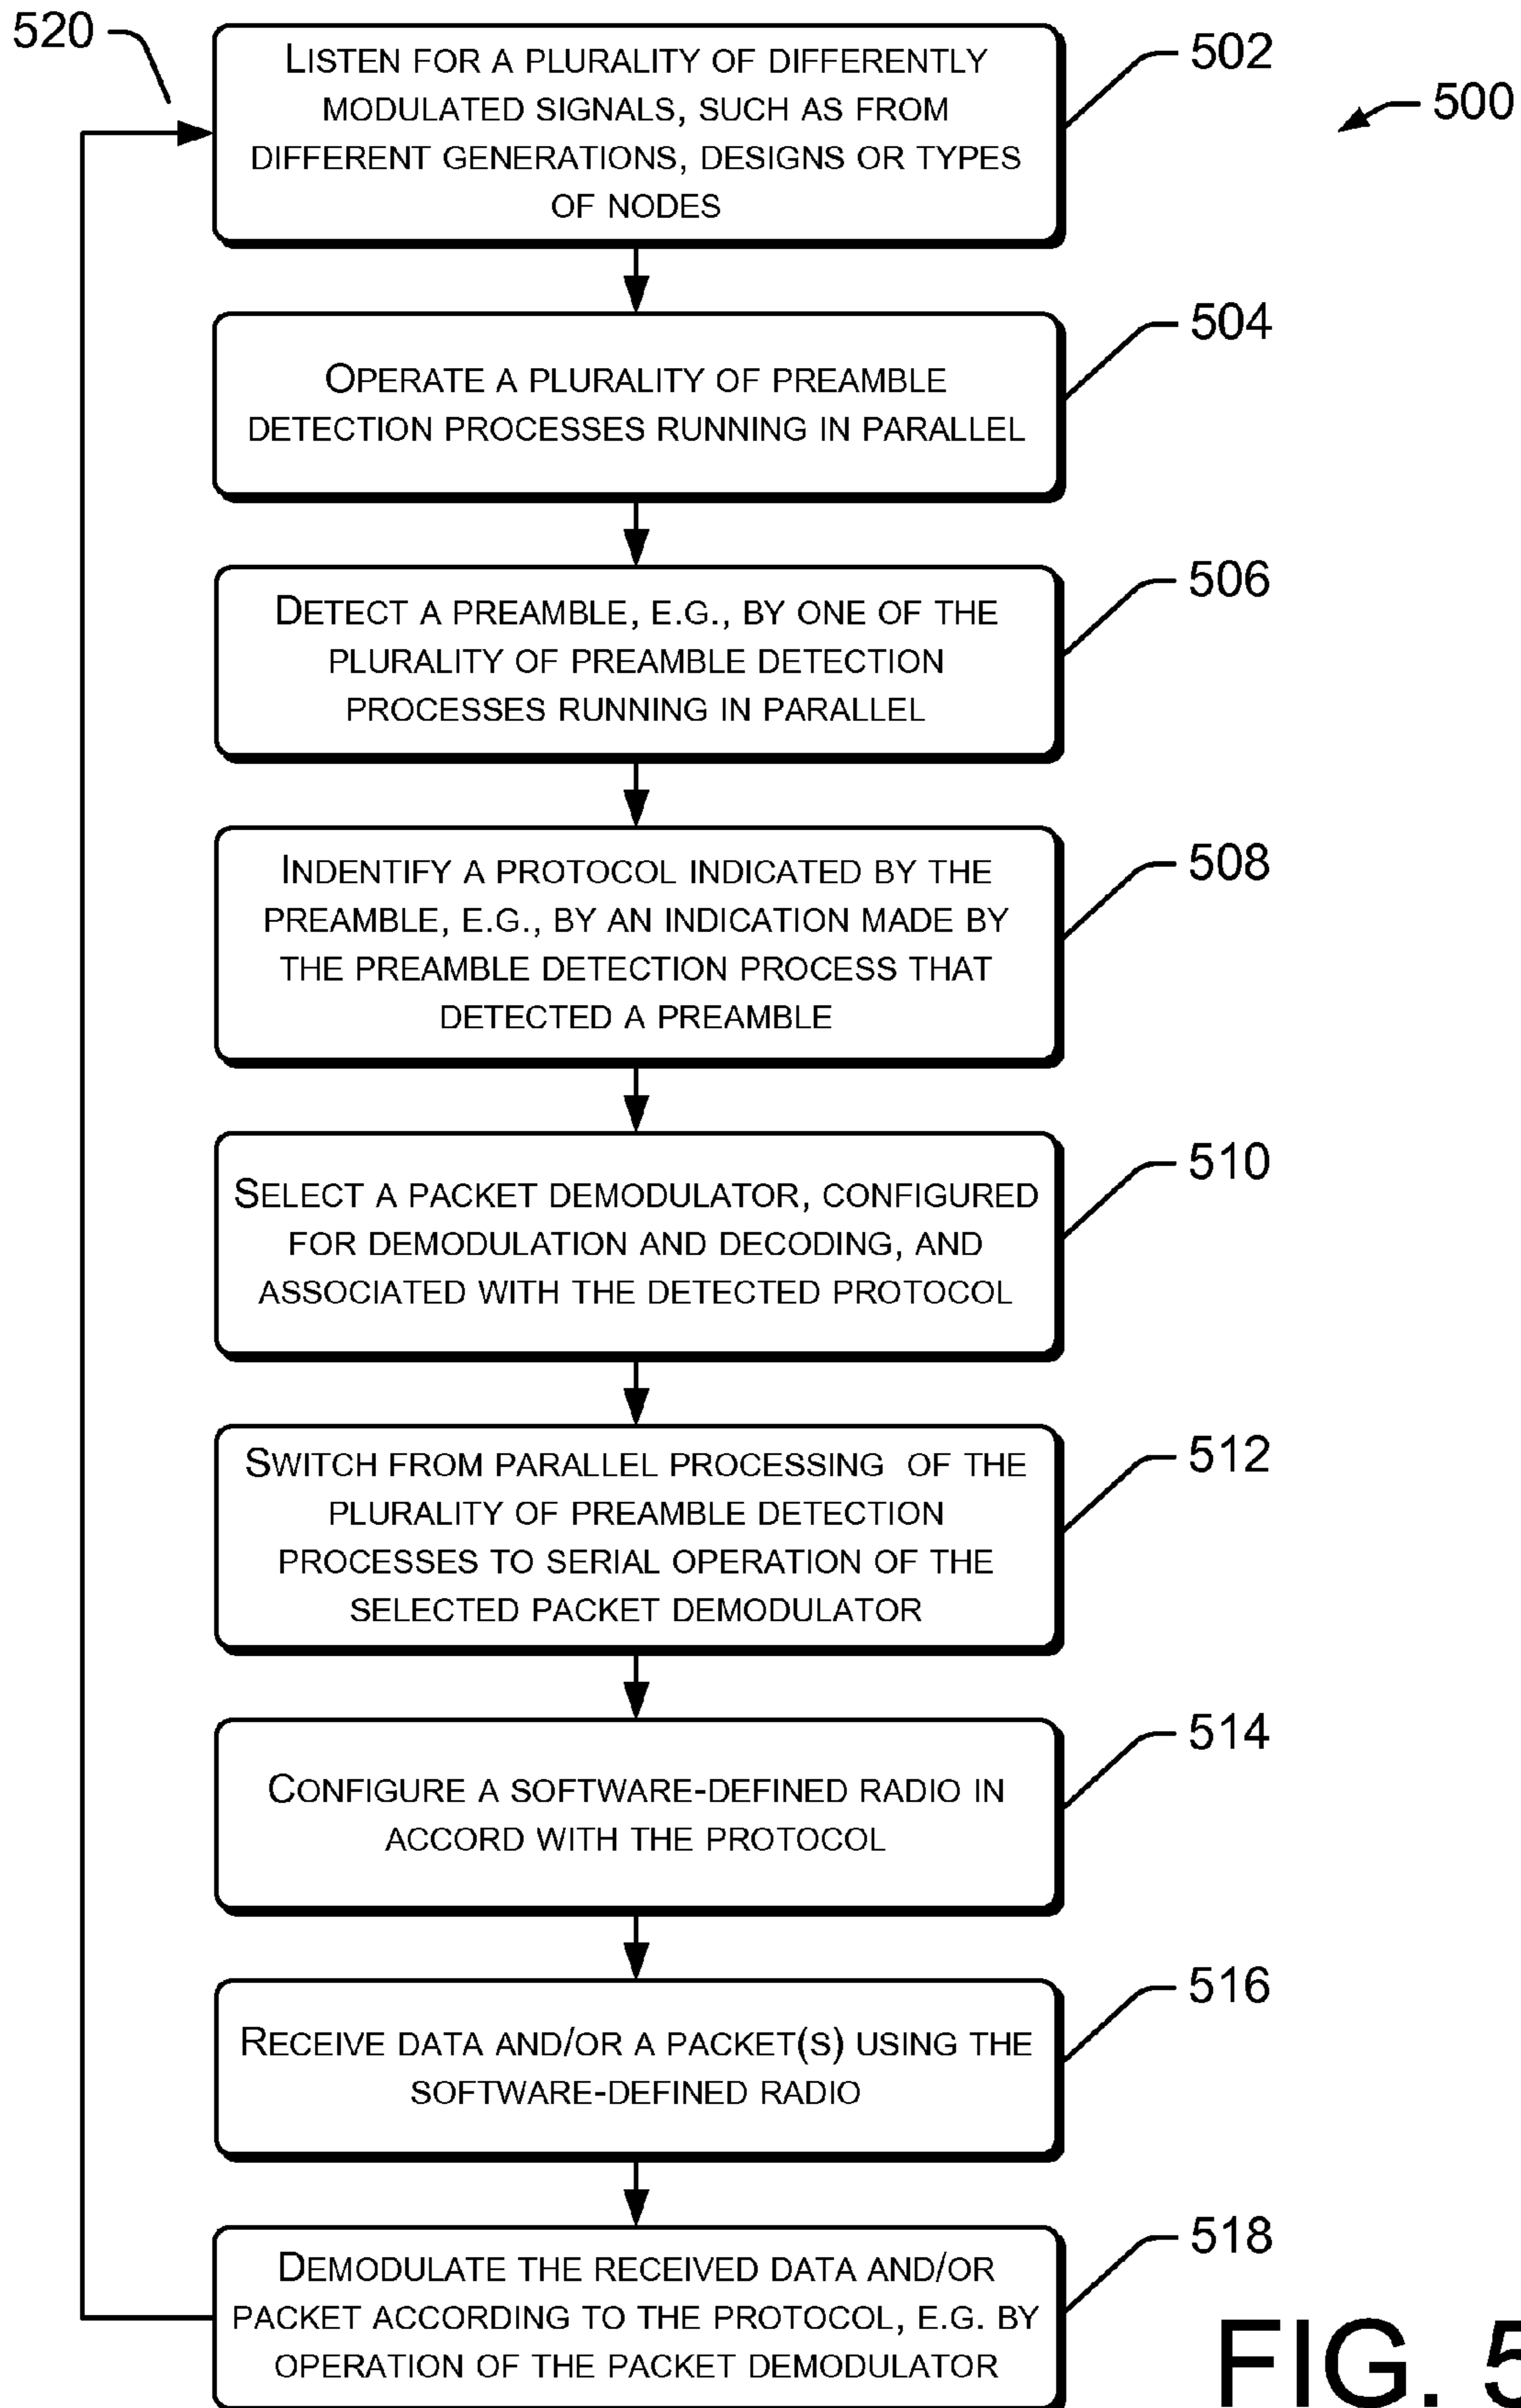 520
LISTEN FOR A PLURALITY OF DIFFERENTLY
MODULATED SIGNALS, SUCH AS FROM
DIFFERENT GENERATIONS, DESIGNS OR TYPES
OF NODES
502
500
OPERATE A PLURALITY OF PREAMBLE
DETECTION PROCESSES RUNNING IN PARALLEL
504
DETECT A PREAMBLE, E.G., BY ONE OF THE
PLURALITY OF PREAMBLE DETECTION
PROCESSES RUNNING IN PARALLEL
506
INDENTIFY A PROTOCOL INDICATED BY THE
PREAMBLE, E.G., BY AN INDICATION MADE BY
THE PREAMBLE DETECTION PROCESS THAT
DETECTED A PREAMBLE
508
SELECT A PACKET DEMODULATOR, CONFIGURED
FOR DEMODULATION AND DECODING, AND
ASSOCIATED WITH THE DETECTED PROTOCOL
510
SWITCH FROM PARALLEL PROCESSING OF THE
PLURALITY OF PREAMBLE DETECTION
PROCESSES TO SERIAL OPERATION OF THE
SELECTED PACKET DEMODULATOR
512
CONFIGURE A SOFTWARE-DEFINED RADIO IN
ACCORD WITH THE PROTOCOL
514
RECEIVE DATA AND/OR A PACKET(S) USING THE
SOFTWARE-DEFINED RADIO
516
DEMODULATE THE RECEIVED DATA AND/OR
PACKET ACCORDING TO THE PROTOCOL, E.G. BY
OPERATION OF THE PACKET DEMODULATOR
518
FIG. 5